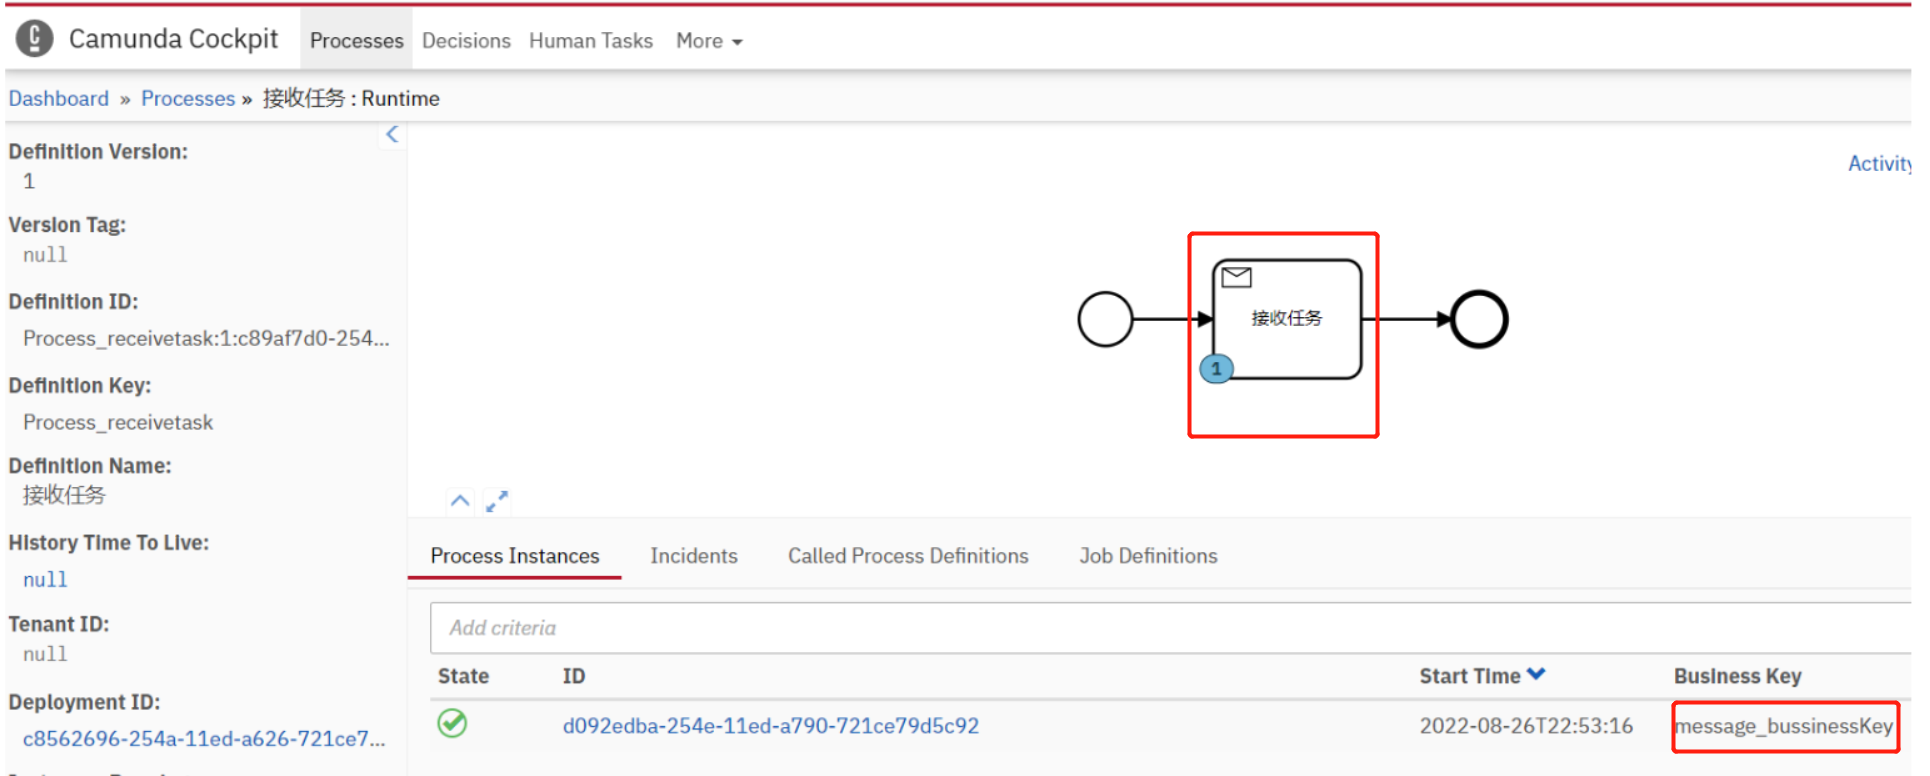 Camunda Cockpit Processes Decisions Human Tasks More
Dashboard » Processes » 接收任务 : Runtime
Definition Version:
1
Version Tag:
null
Definition ID:
Process_receivetask:1:c89af7d0-254...
Definition Key:
Process_receivetask
Definition Name:
接收任务
History Time To Live:
null
Tenant ID:
null
Deployment ID:
c8562696-254a-11ed-a626-721ce7...
Activity
接收任务
1
Process Instances Incidents Called Process Definitions Job Definitions
Add criteria
State ID Start Time Business Key
d092edba-254e-11ed-a790-721ce79d5c92 2022-08-26T22:53:16 message_bussinessKey